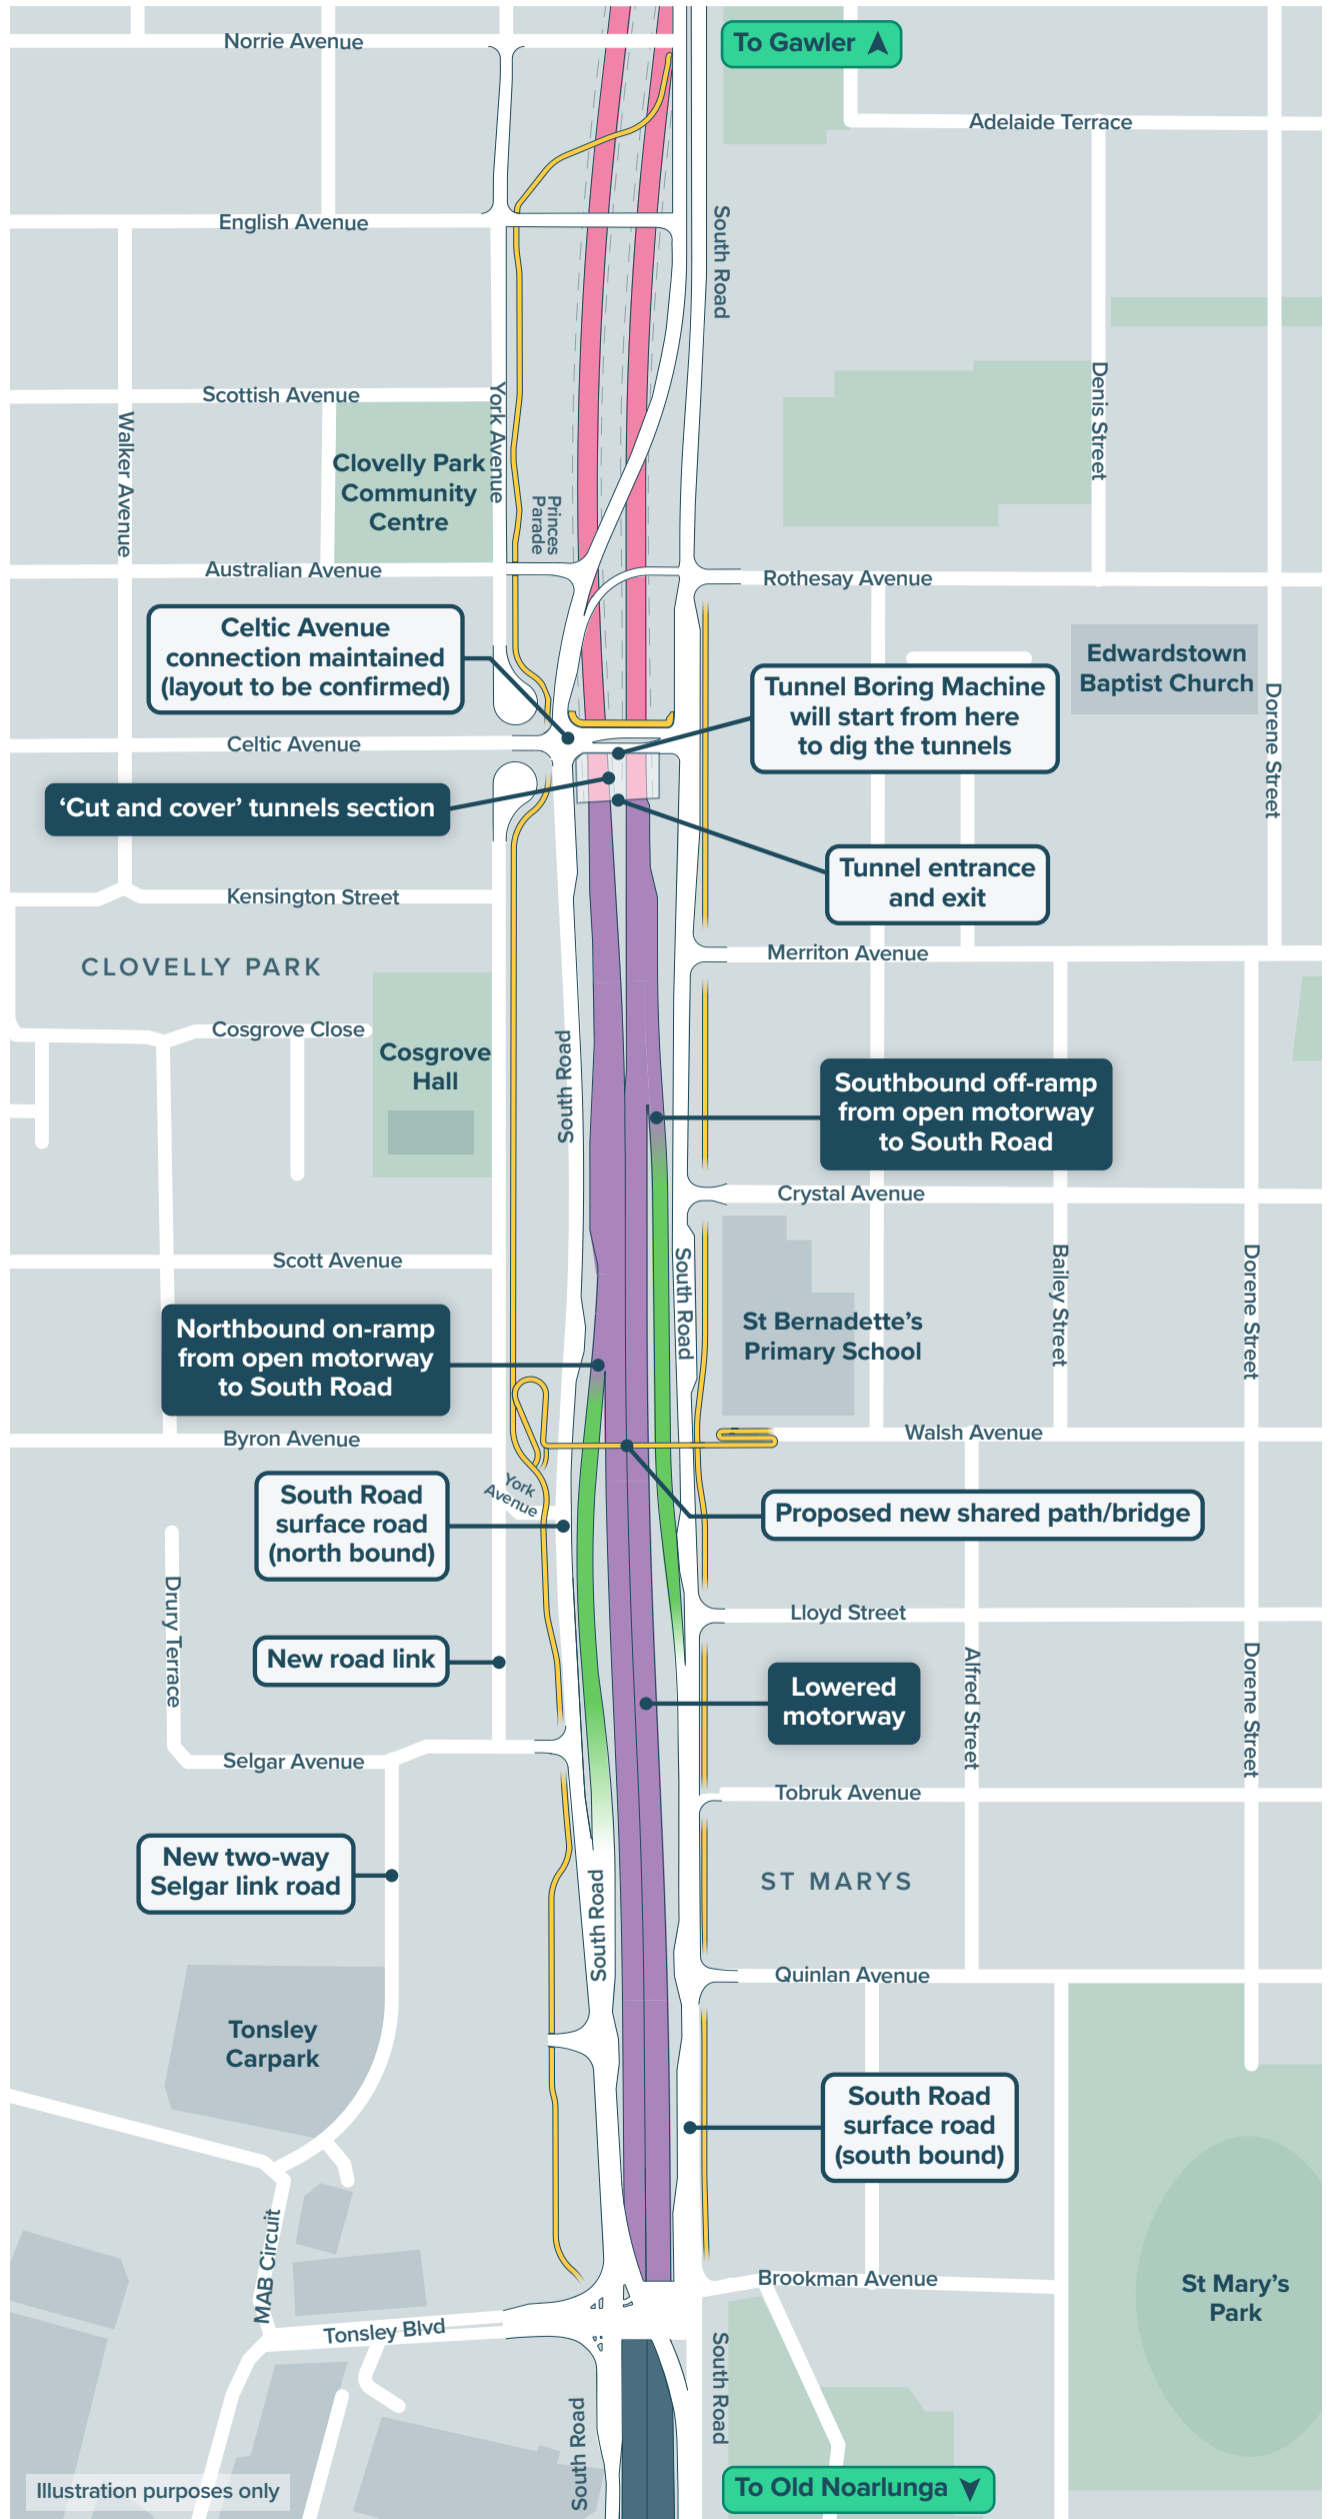 Norrie Avenue
To Gawler
Adelaide Terrace
English Avenue
South Road
Scottish Avenue
York Avenue
Denis Street
Walker Avenue
Clovelly Park
Community
Centre
Princes
Parade
Australian Avenue
Rothesay Avenue
Celtic Avenue
connection maintained
(layout to be confirmed)
Edwardstown
Baptist Church
Tunnel Boring Machine
will start from here
to dig the tunnels
Dorene Street
Celtic Avenue
‘Cut and cover’ tunnels section
Tunnel entrance
and exit
Kensington Street
Merriton Avenue
CLOVELLY PARK
Cosgrove Close
Cosgrove
Hall
South Road
Southbound off-ramp
from open motorway
to South Road
Crystal Avenue
Scott Avenue
South Road
Bailey Street
Dorene Street
Northbound on-ramp
from open motorway
to South Road
St Bernadette’s
Primary School
Byron Avenue
Walsh Avenue
York
Avenue
South Road
surface road
(north bound)
Proposed new shared path/bridge
Drury Terrace
Lloyd Street
New road link
Alfred Street
Dorene Street
Lowered
motorway
Selgar Avenue
Tobruk Avenue
New two-way
Selgar link road
South Road
ST MARYS
Quinlan Avenue
Tonsley
Carpark
South Road
surface road
(south bound)
MAB Circuit
Brookman Avenue
St Mary’s
Park
Tonsley Blvd
South Road
South Road
Illustration purposes only
To Old Noarlunga